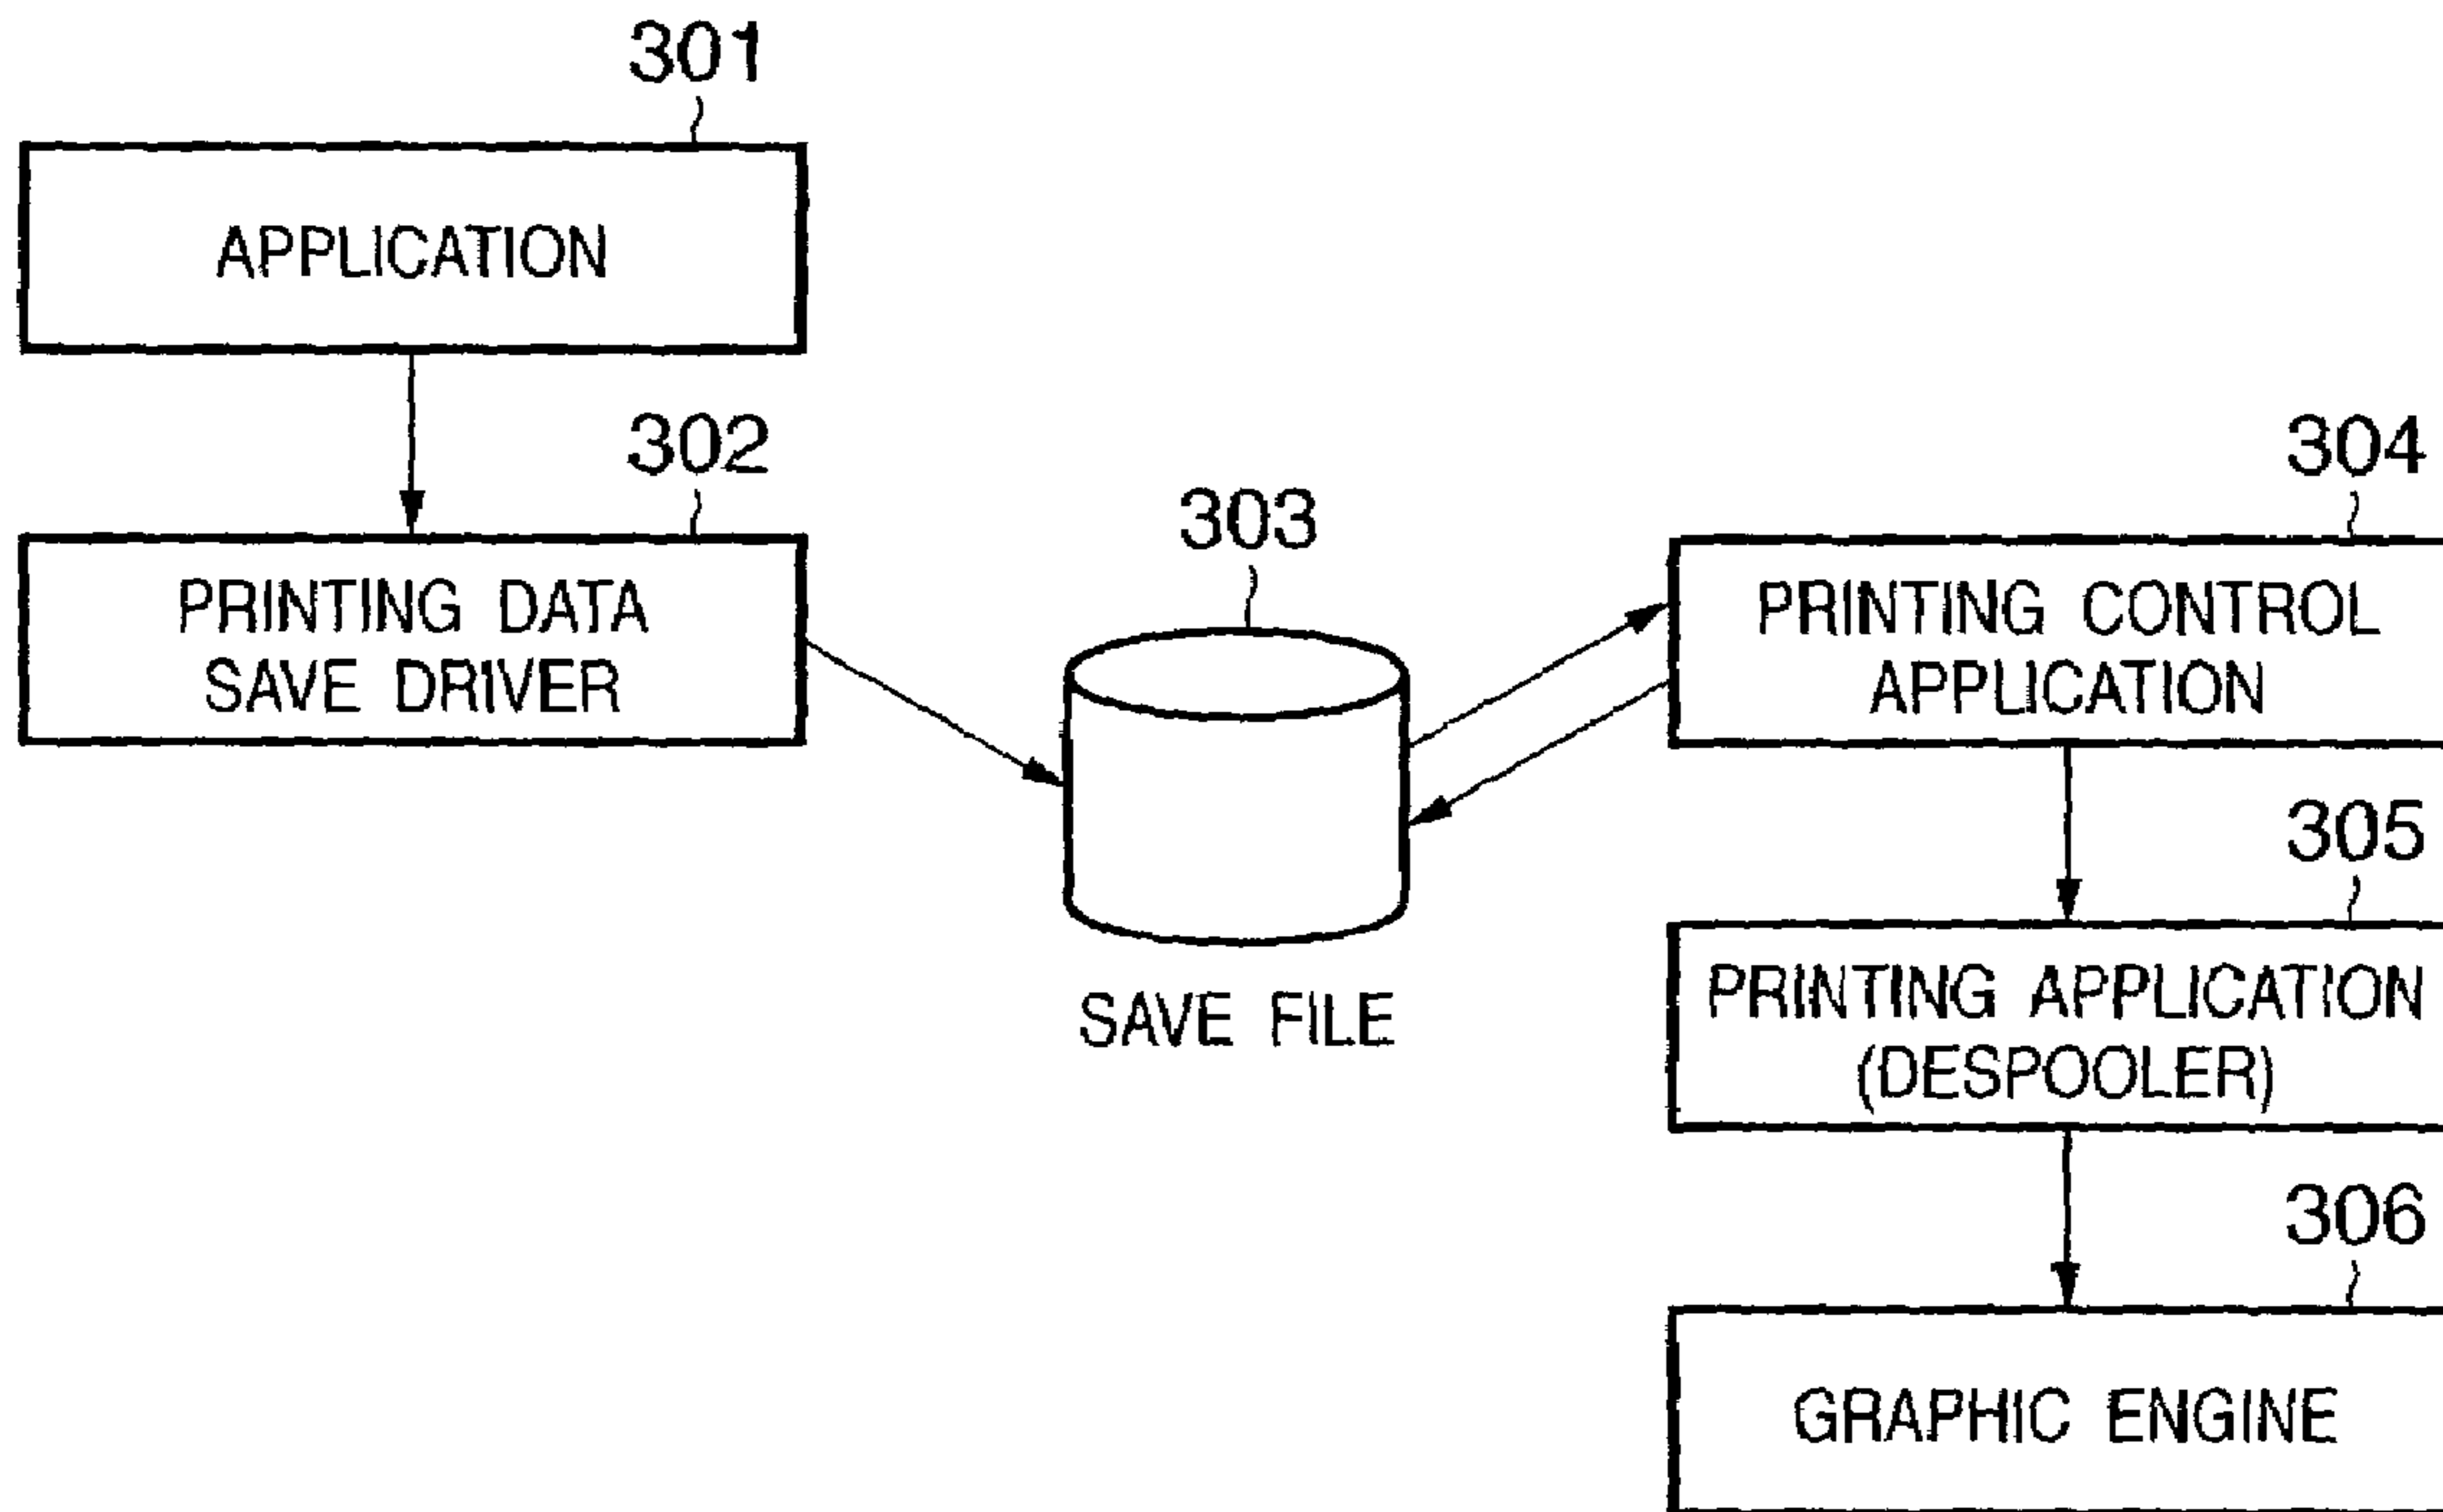 301
APPLICATION
302
PRINTING DATA
SAVE DRIVER
303
SAVE FILE
304
PRINTING CONTROL
APPLICATION
305
PRINTING APPLICATION
(DESPOOLER)
306
GRAPHIC ENGINE